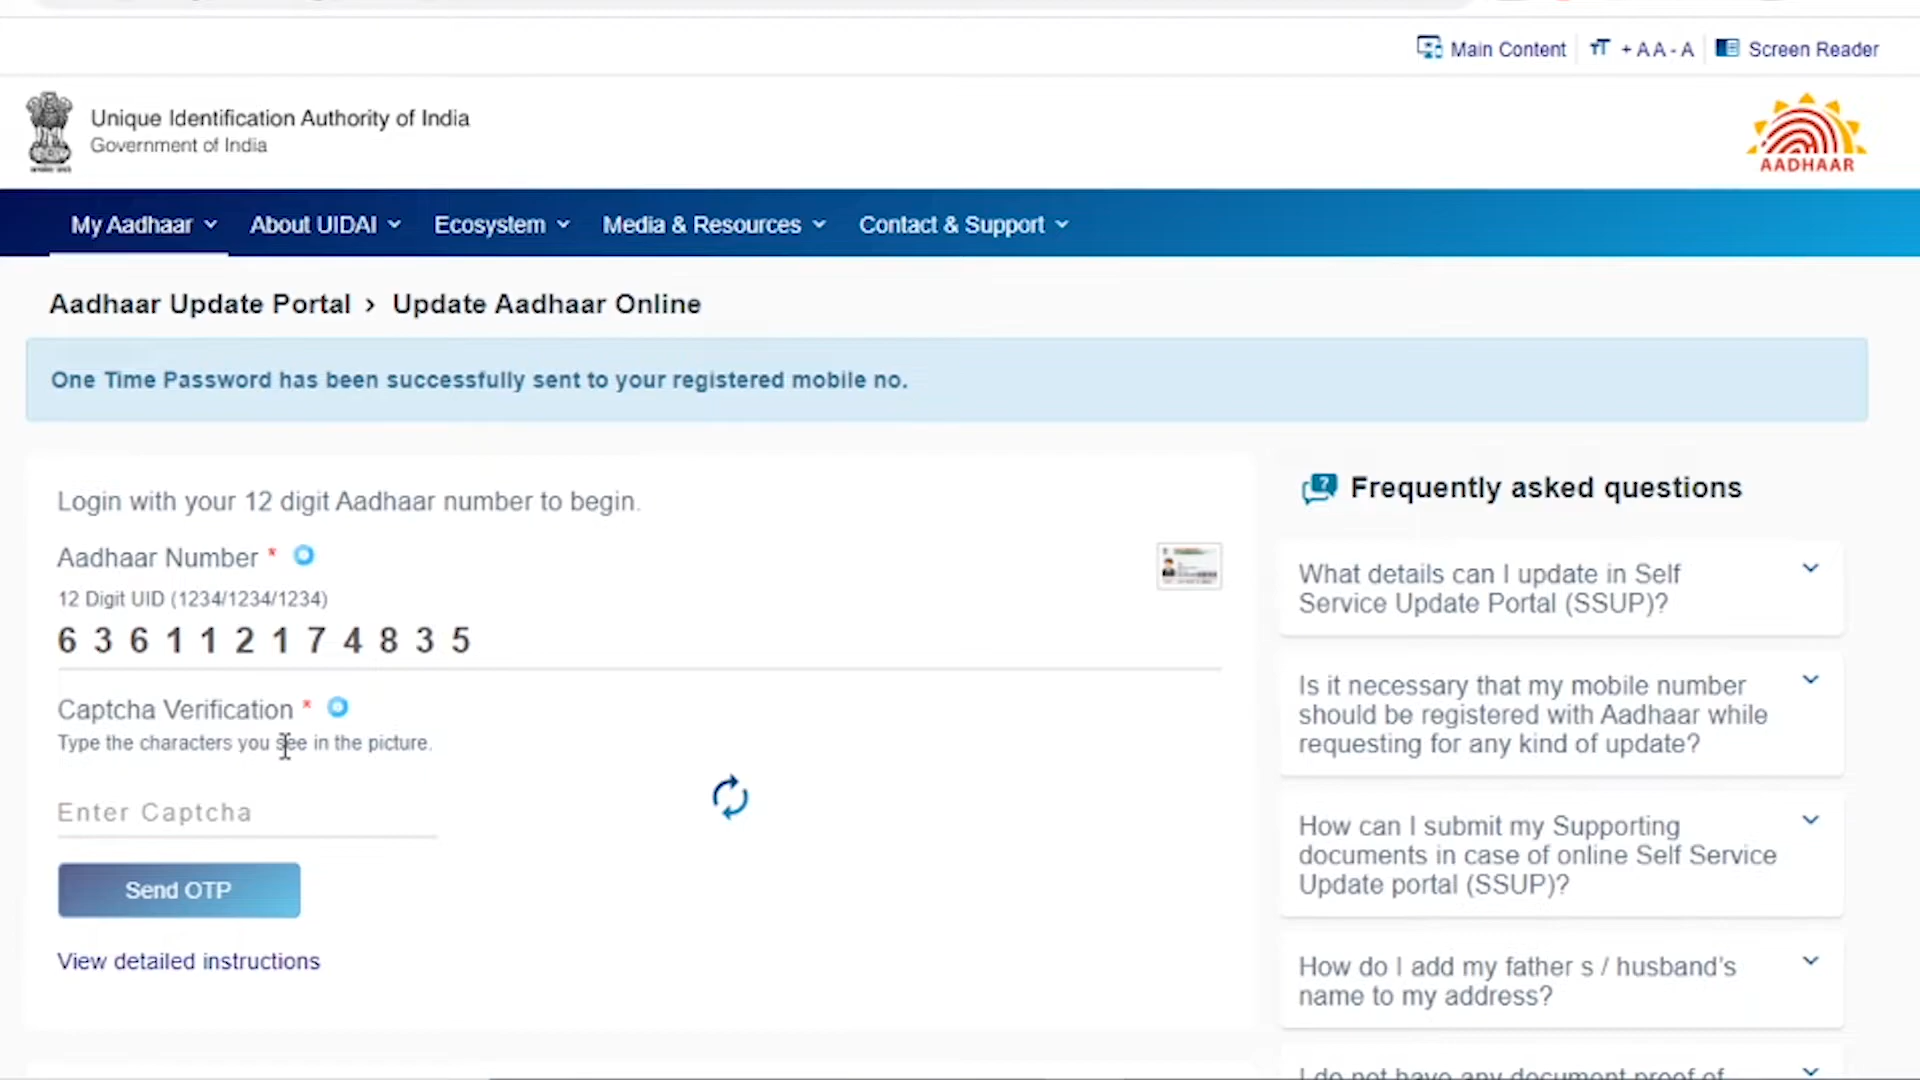 Main Content
+ A A - A
Screen Reader
Unique Identification Authority of India
Government of India
AADHAAR
My Aadhaar
About UIDAI
Ecosystem
Media & Resources
Contact & Support
Aadhaar Update Portal › Update Aadhaar Online
One Time Password has been successfully sent to your registered mobile no.
Login with your 12 digit Aadhaar number to begin.
Aadhaar Number *
12 Digit UID (1234/1234/1234)
6 3 6 1 1 2 1 7 4 8 3 5
Captcha Verification *
Type the characters you see in the picture.
Enter Captcha
Send OTP
View detailed instructions
Frequently asked questions
What details can I update in Self
Service Update Portal (SSUP)?
Is it necessary that my mobile number
should be registered with Aadhaar while
requesting for any kind of update?
How can I submit my Supporting
documents in case of online Self Service
Update portal (SSUP)?
How do I add my father s / husband's
name to my address?
I do not have any document proof of